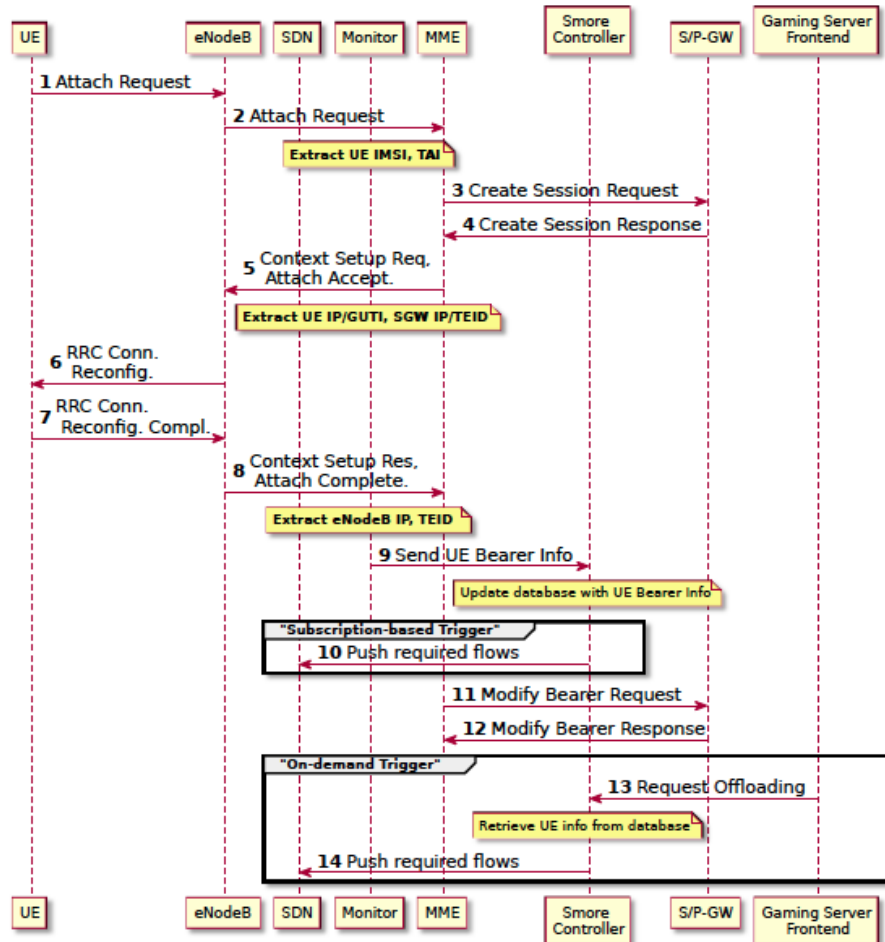 UE
eNodeB
SDN
Monitor
MME
Smore
Controller
S/P-GW
Gaming Server
Frontend
1 Attach Request
2 Attach Request
Extract UE IMSI, TAI
3 Create Session Request
4 Create Session Response
5 Context Setup Req,
Attach Accept.
Extract UE IP/GUTI, SGW IP/TEID
6 RRC Conn.
Reconfig.
7 RRC Conn.
Reconfig. Compl.
8 Context Setup Res,
Attach Complete.
Extract eNodeB IP, TEID
9 Send UE Bearer Info
Update database with UE Bearer Info
"Subscription-based Trigger"
10 Push required flows
11 Modify Bearer Request
12 Modify Bearer Response
"On-demand Trigger"
13 Request Offloading
Retrieve UE info from database
14 Push required flows
UE
eNodeB
SDN
Monitor
MME
Smore
Controller
S/P-GW
Gaming Server
Frontend